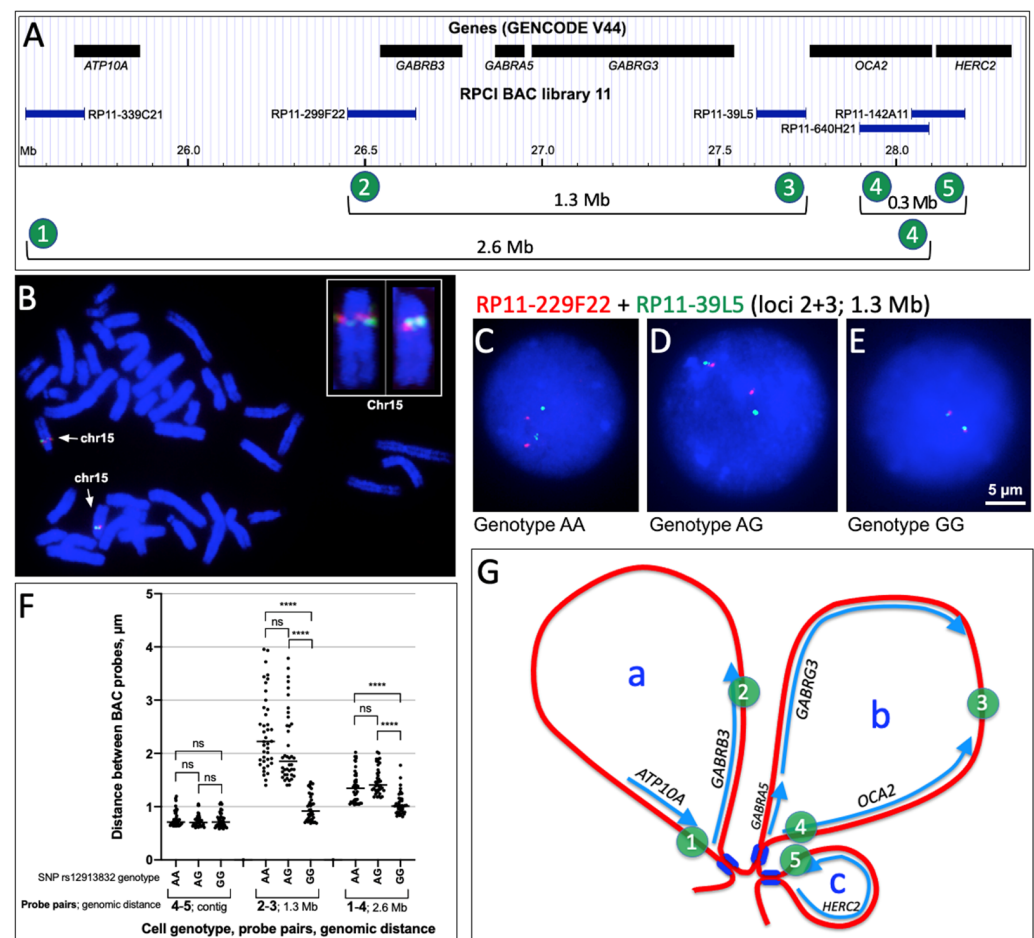 A
Genes (GENCODE V44)
ATP10A
GABRB3
GABRA5
GABRG3
OCA2
HERC2
RPCI BAC library 11
RP11-339C21
RP11-299F22
RP11-39L5
RP11-142A11
RP11-640H21
Mb
26.0
26.5
27.0
27.5
28.0
2
3
4
5
1.3 Mb
0.3 Mb
1
4
2.6 Mb
B
Chr15
chr15
chr15
RP11-229F22 + RP11-39L5 (loci 2+3; 1.3 Mb)
C
D
E
5 µm
Genotype AA
Genotype AG
Genotype GG
F
Distance between BAC probes, µm
5
4
3
2
1
0
ns
ns
ns
****
ns
****
****
ns
****
SNP rs12913832 genotype
AA
AG
GG
AA
AG
GG
AA
AG
GG
Probe pairs; genomic distance
4-5; contig
2-3; 1.3 Mb
1-4; 2.6 Mb
Cell genotype, probe pairs, genomic distance
G
a
b
c
ATP10A
GABRB3
GABRA5
GABRG3
OCA2
HERC2
1
2
3
4
5